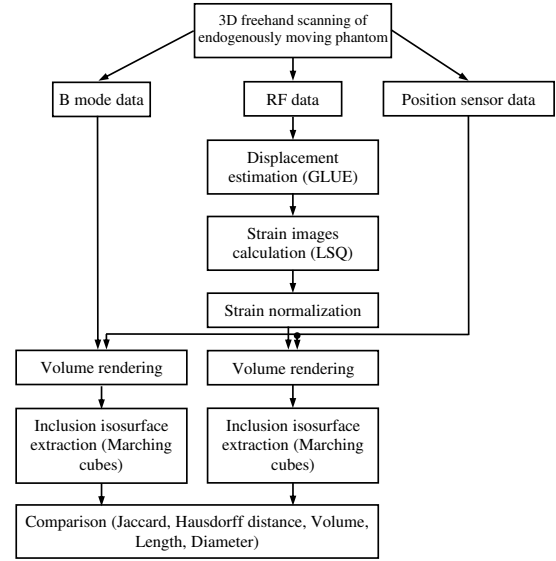 3D freehand scanning of
endogenously moving phantom
B mode data
RF data
Position sensor data
Displacement
estimation (GLUE)
Strain images
calculation (LSQ)
Strain normalization
Volume rendering
Volume rendering
Inclusion isosurface
extraction (Marching
cubes)
Inclusion isosurface
extraction (Marching
cubes)
Comparison (Jaccard, Hausdorff distance, Volume,
Length, Diameter)